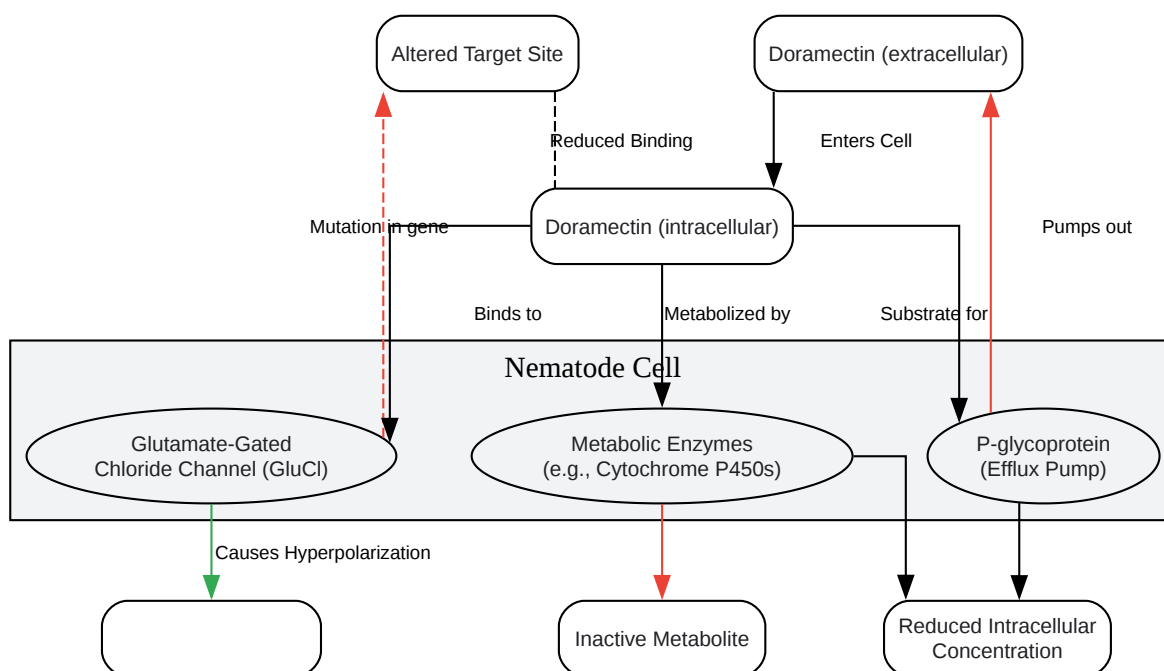 Altered Target Site
Doramectin (extracellular)
Reduced Binding
Enters Cell
Mutation in gene
Doramectin (intracellular)
Pumps out
Binds to
Metabolized by
Substrate for
Nematode Cell
Glutamate-Gated
Chloride Channel (GluCl)
Metabolic Enzymes
(e.g., Cytochrome P450s)
P-glycoprotein
(Efflux Pump)
Causes Hyperpolarization
Inactive Metabolite
Reduced Intracellular
Concentration